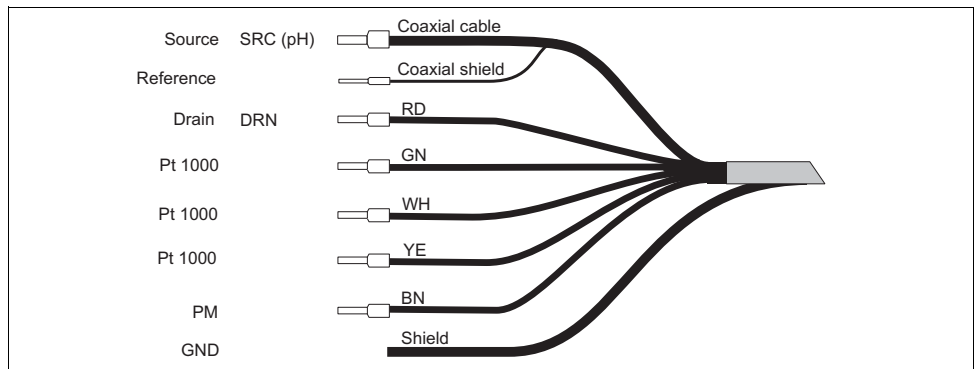 Source SRC (pH) Coaxial cable
Reference Coaxial shield
Drain DRN RD
Pt 1000 GN
Pt 1000 WH
Pt 1000 YE
PM BN
GND Shield